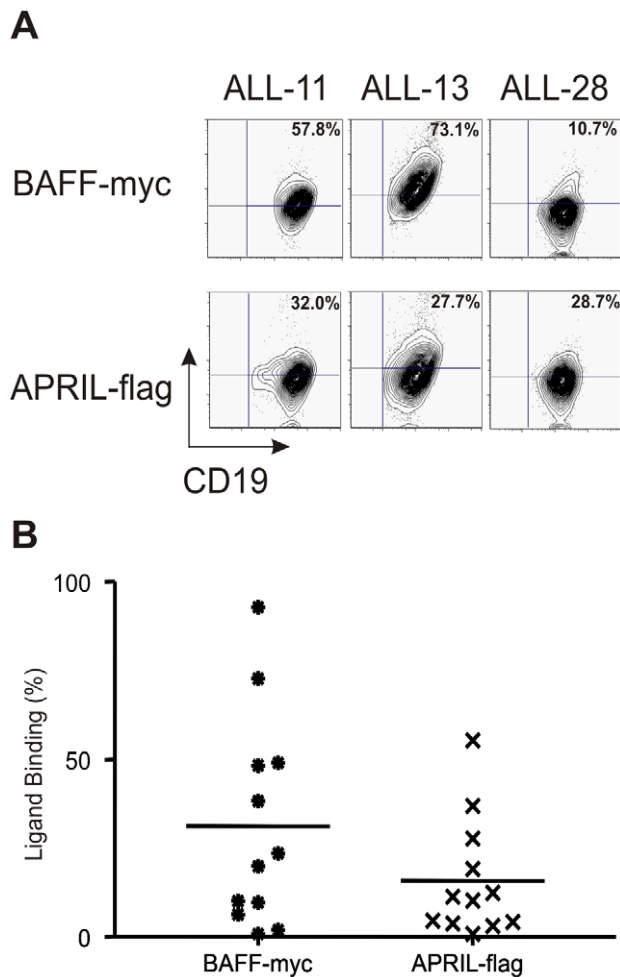 A
ALL-11 ALL-13 ALL-28
BAFF-myc
57.8% 73.1% 10.7%
APRIL-flag
32.0% 27.7% 28.7%
CD19
B
Ligand Binding (%)
100
50
0
BAFF-myc APRIL-flag